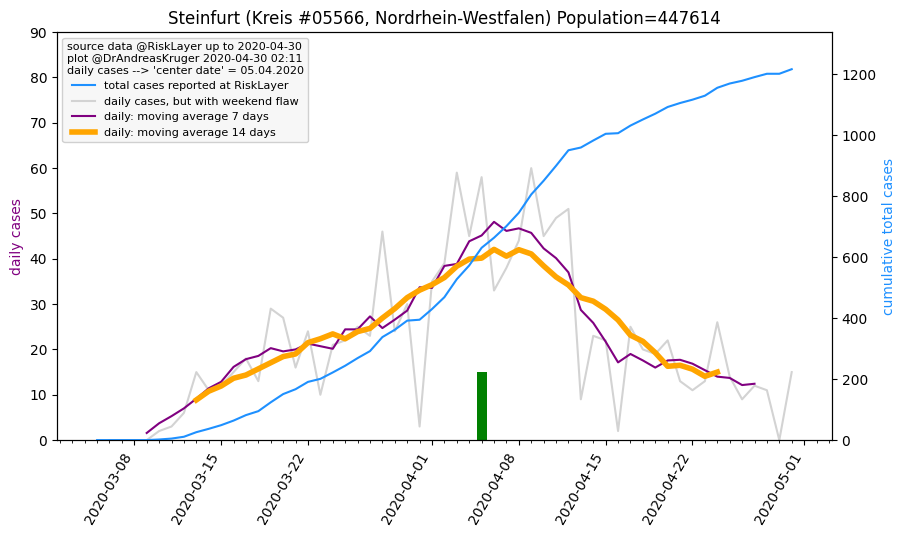 Steinfurt (Kreis #05566, Nordrhein-Westfalen) Population=447614
source data @RiskLayer up to 2020-04-30
plot @DrAndreasKruger 2020-04-30 02:11
daily cases --> 'center date' = 05.04.2020
total cases reported at RiskLayer
daily cases, but with weekend flaw
daily: moving average 7 days
daily: moving average 14 days
90
80
70
60
50
40
30
20
10
0
daily cases
1200
1000
800
600
400
200
0
cumulative total cases
2020-03-08
2020-03-15
2020-03-22
2020-04-01
2020-04-08
2020-04-15
2020-04-22
2020-05-01